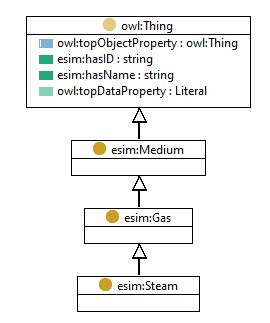 owl:Thing
owl:topObjectProperty : owl:Thing
esim:hasID : string
esim:hasName : string
owl:topDataProperty : Literal
esim:Medium
esim:Gas
esim:Steam